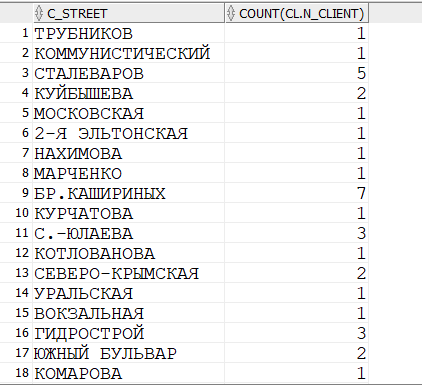 C_STREET COUNT(CL.N_CLIENT)
1 ТРУБНИКОВ 1
2 КОММУНИСТИЧЕСКИЙ 1
3 СТАЛЕВАРОВ 5
4 КУЙБЫШЕВА 2
5 МОСКОВСКАЯ 1
6 2-Я ЭЛЬТОНСКАЯ 1
7 НАХИМОВА 1
8 МАРЧЕНКО 1
9 БР.КАШИРИНЫХ 7
10 КУРЧАТОВА 1
11 С.-ЮЛАЕВА 3
12 КОТЛОВАНОВА 1
13 СЕВЕРО-КРЫМСКАЯ 2
14 УРАЛЬСКАЯ 1
15 ВОКЗАЛЬНАЯ 1
16 ГИДРОСТРОЙ 3
17 ЮЖНЫЙ БУЛЬВАР 2
18 КОМАРОВА 1